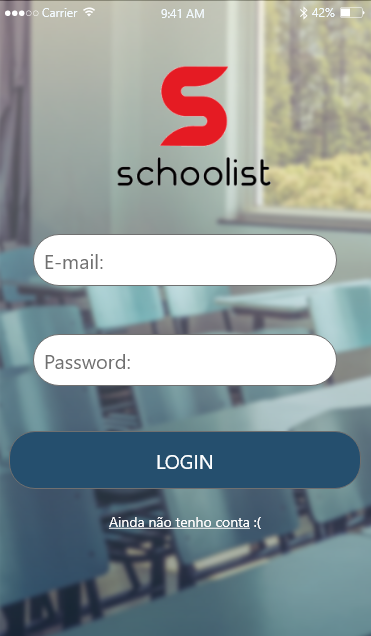 Carrier 9:41 AM 42%
schoolist
E-mail:
Password:
LOGIN
Ainda não tenho conta :(